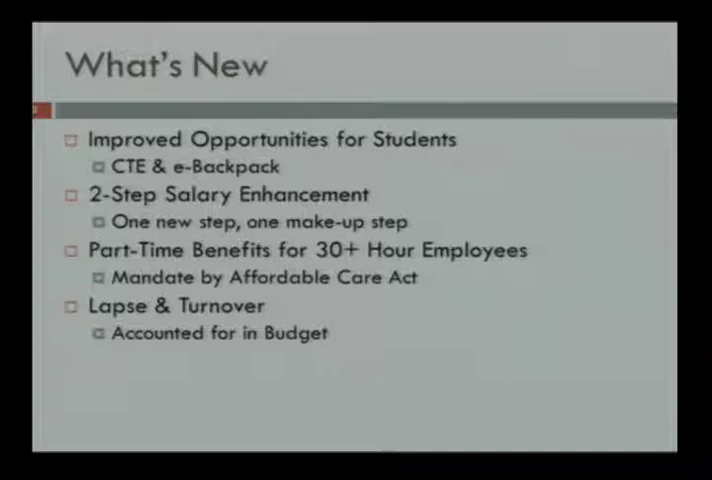 What's New
Improved Opportunities for Students
CTE & e-Backpack
2-Step Salary Enhancement
One new step, one make-up step
Part-Time Benefits for 30+ Hour Employees
Mandate by Affordable Care Act
Lapse & Turnover
Accounted for in Budget